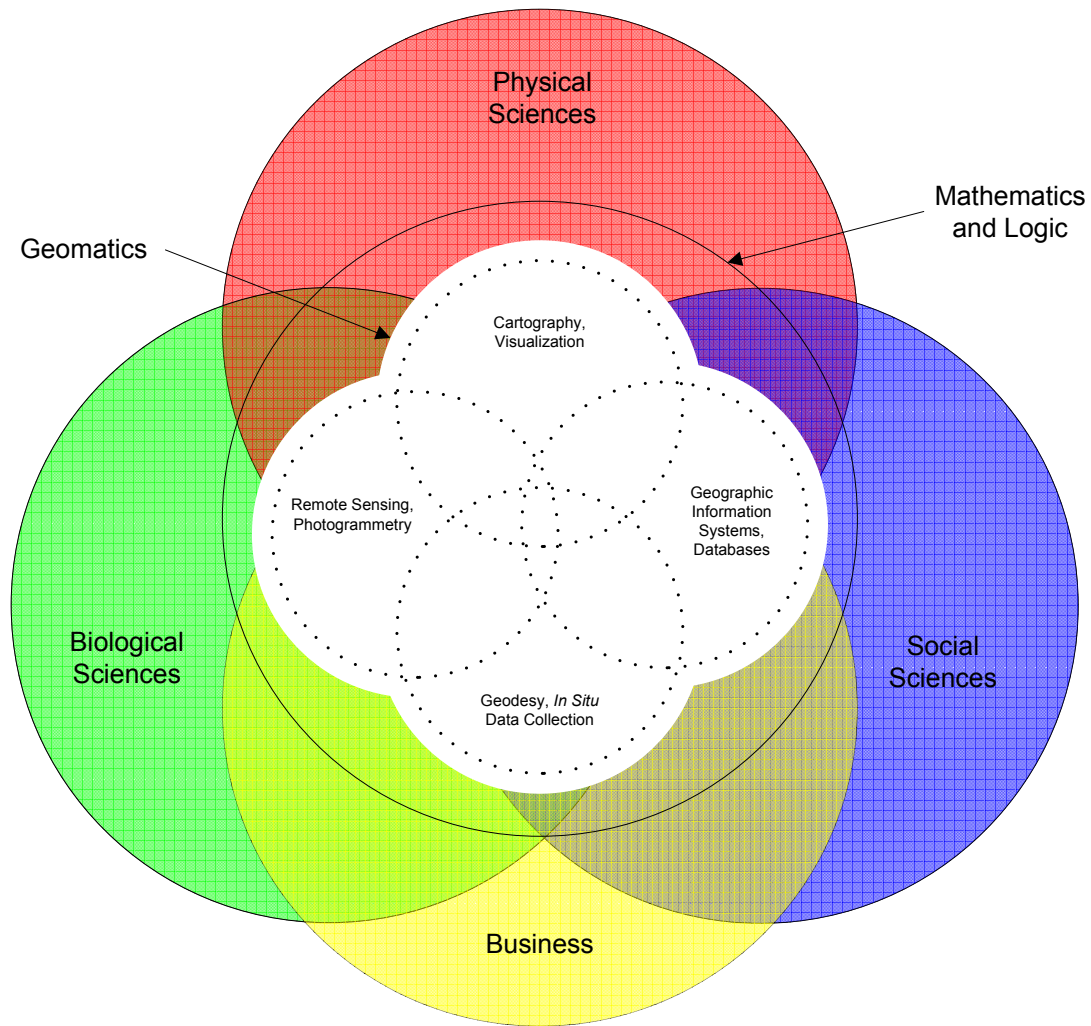 Physical
Sciences
Mathematics
and Logic
Geomatics
Cartography,
Visualization
Remote Sensing,
Photogrammetry
Geographic
Information
Systems,
Databases
Biological
Sciences
Social
Sciences
Geodesy, In Situ
Data Collection
Business